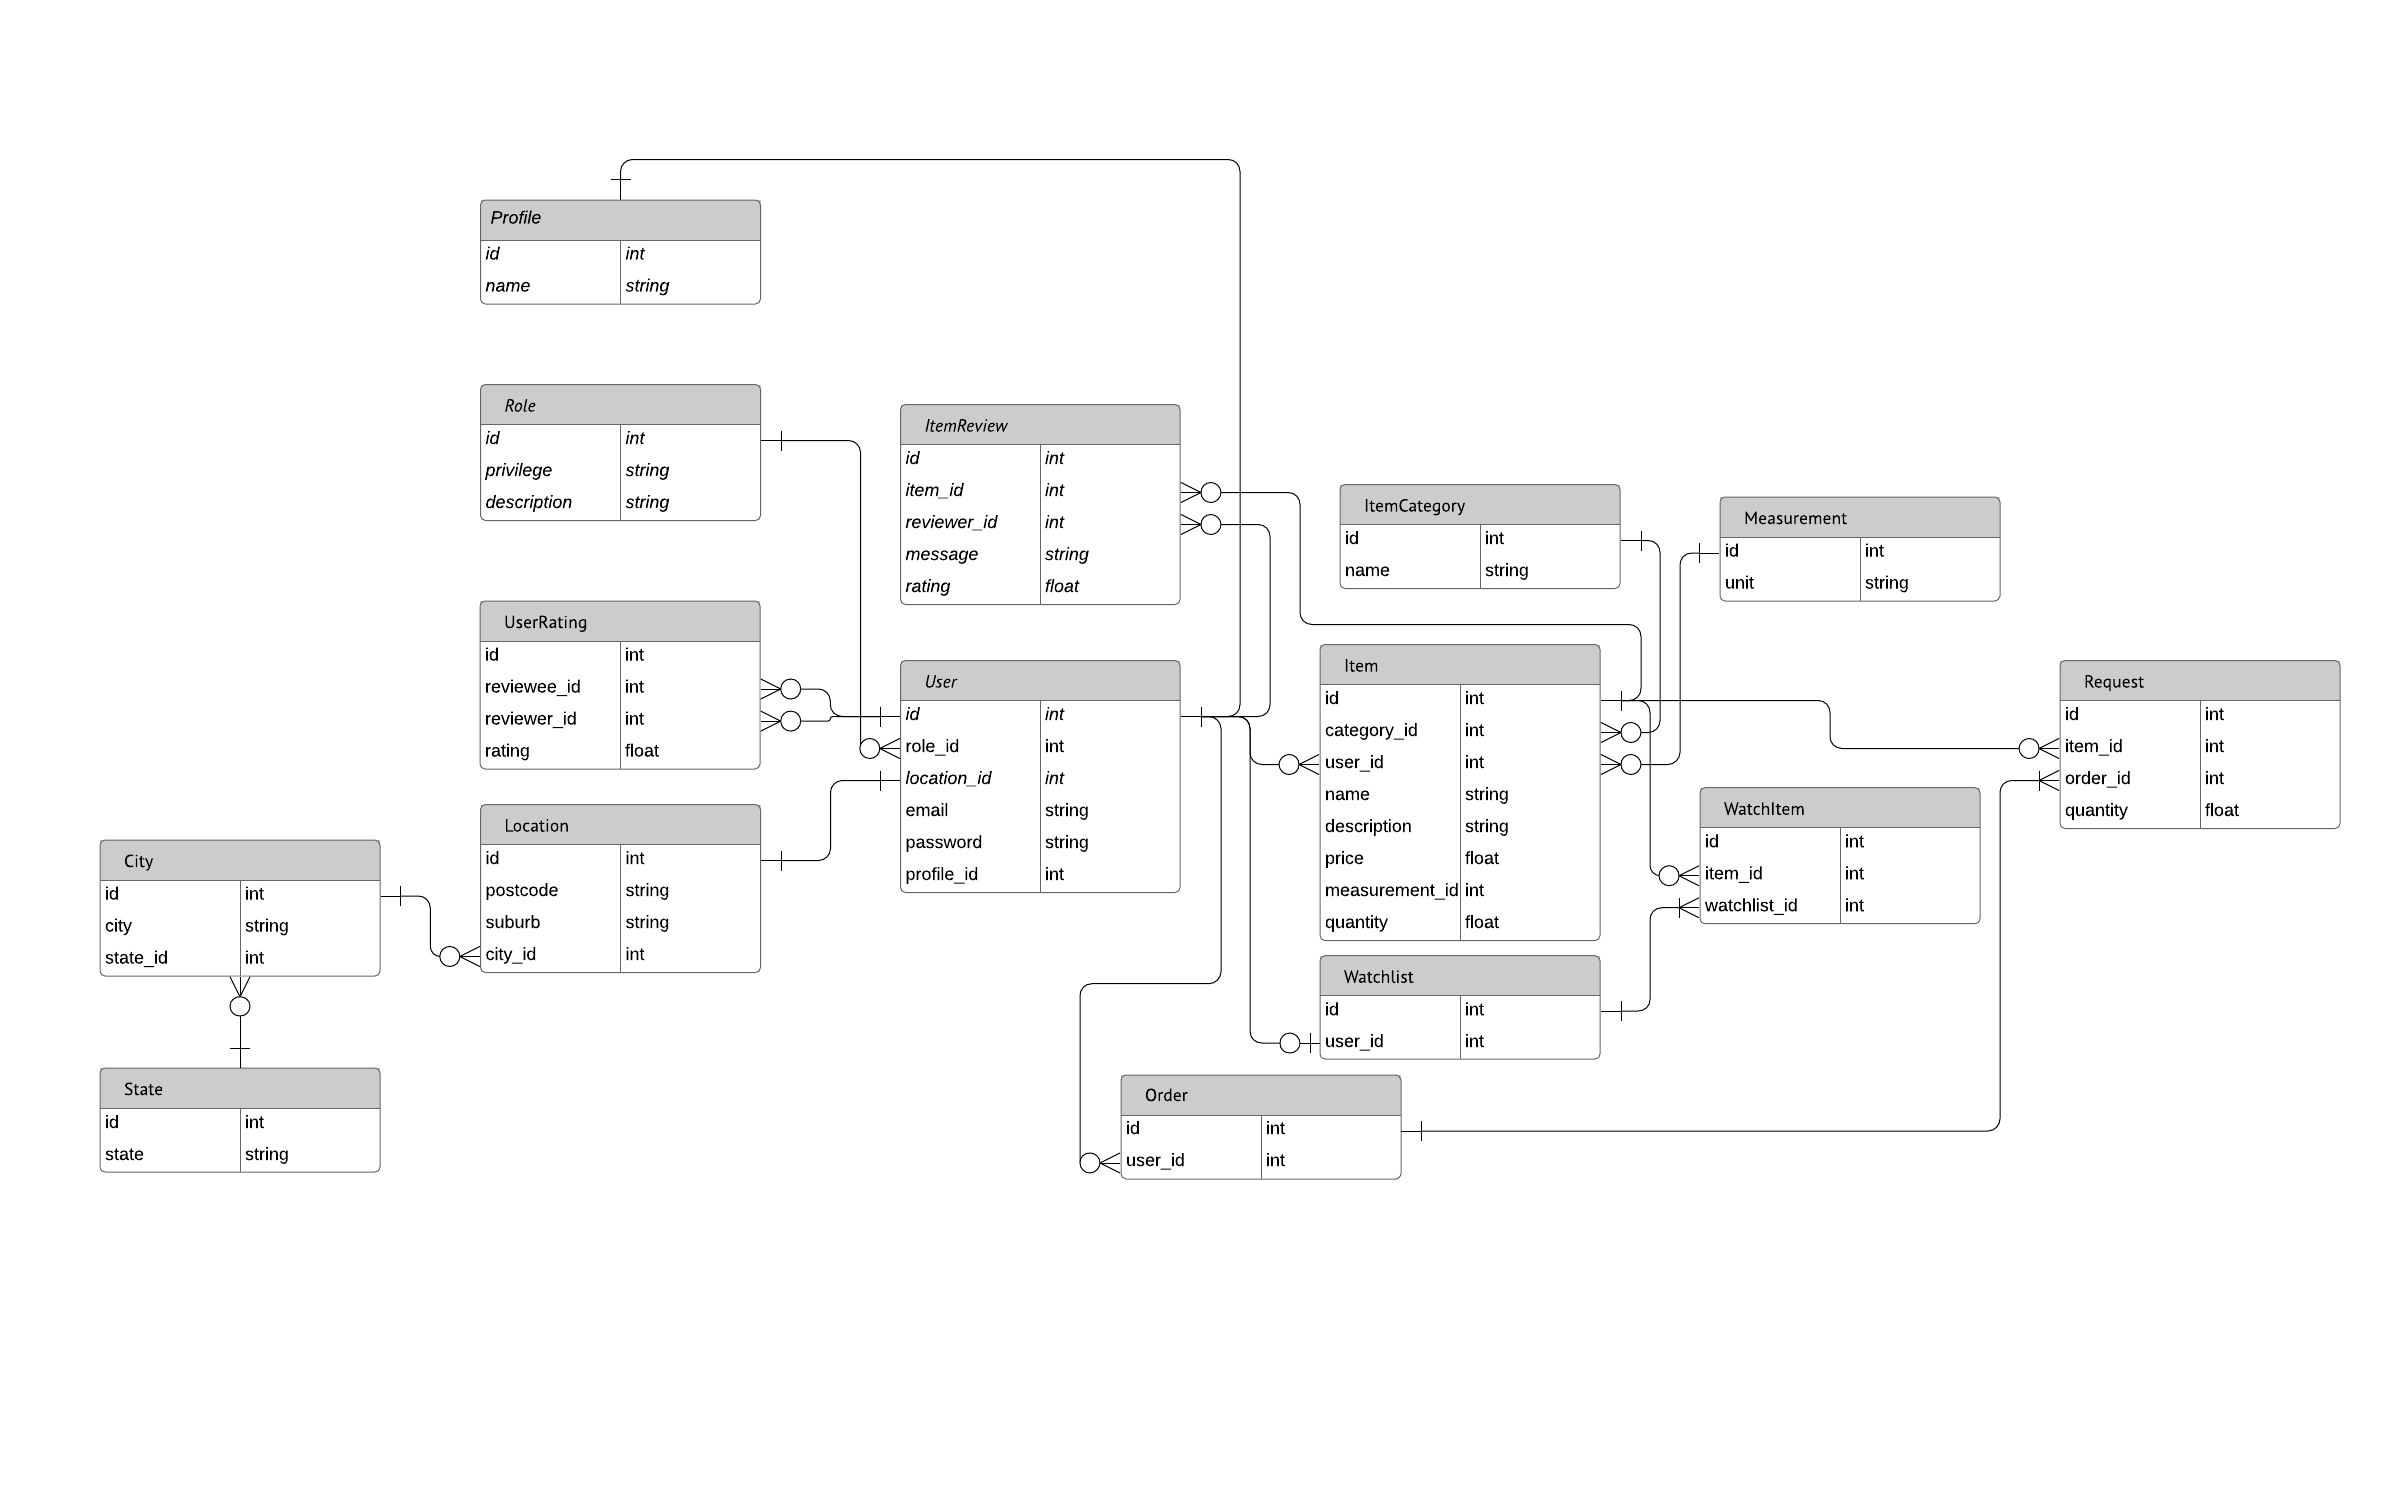 Profile
id int
name string
Role
id int
privilege string
description string
ItemReview
id int
item_id int
reviewer_id int
message string
rating float
ItemCategory
id int
name string
Measurement
id int
unit string
UserRating
id int
reviewee_id int
reviewer_id int
rating float
User
id int
role_id int
location_id int
email string
password string
profile_id int
Item
id int
category_id int
user_id int
name string
description string
price float
measurement_id int
quantity float
Request
id int
item_id int
order_id int
quantity float
WatchItem
id int
item_id int
watchlist_id int
Location
id int
postcode string
suburb string
city_id int
City
id int
city string
state_id int
Watchlist
id int
user_id int
State
id int
state string
Order
id int
user_id int